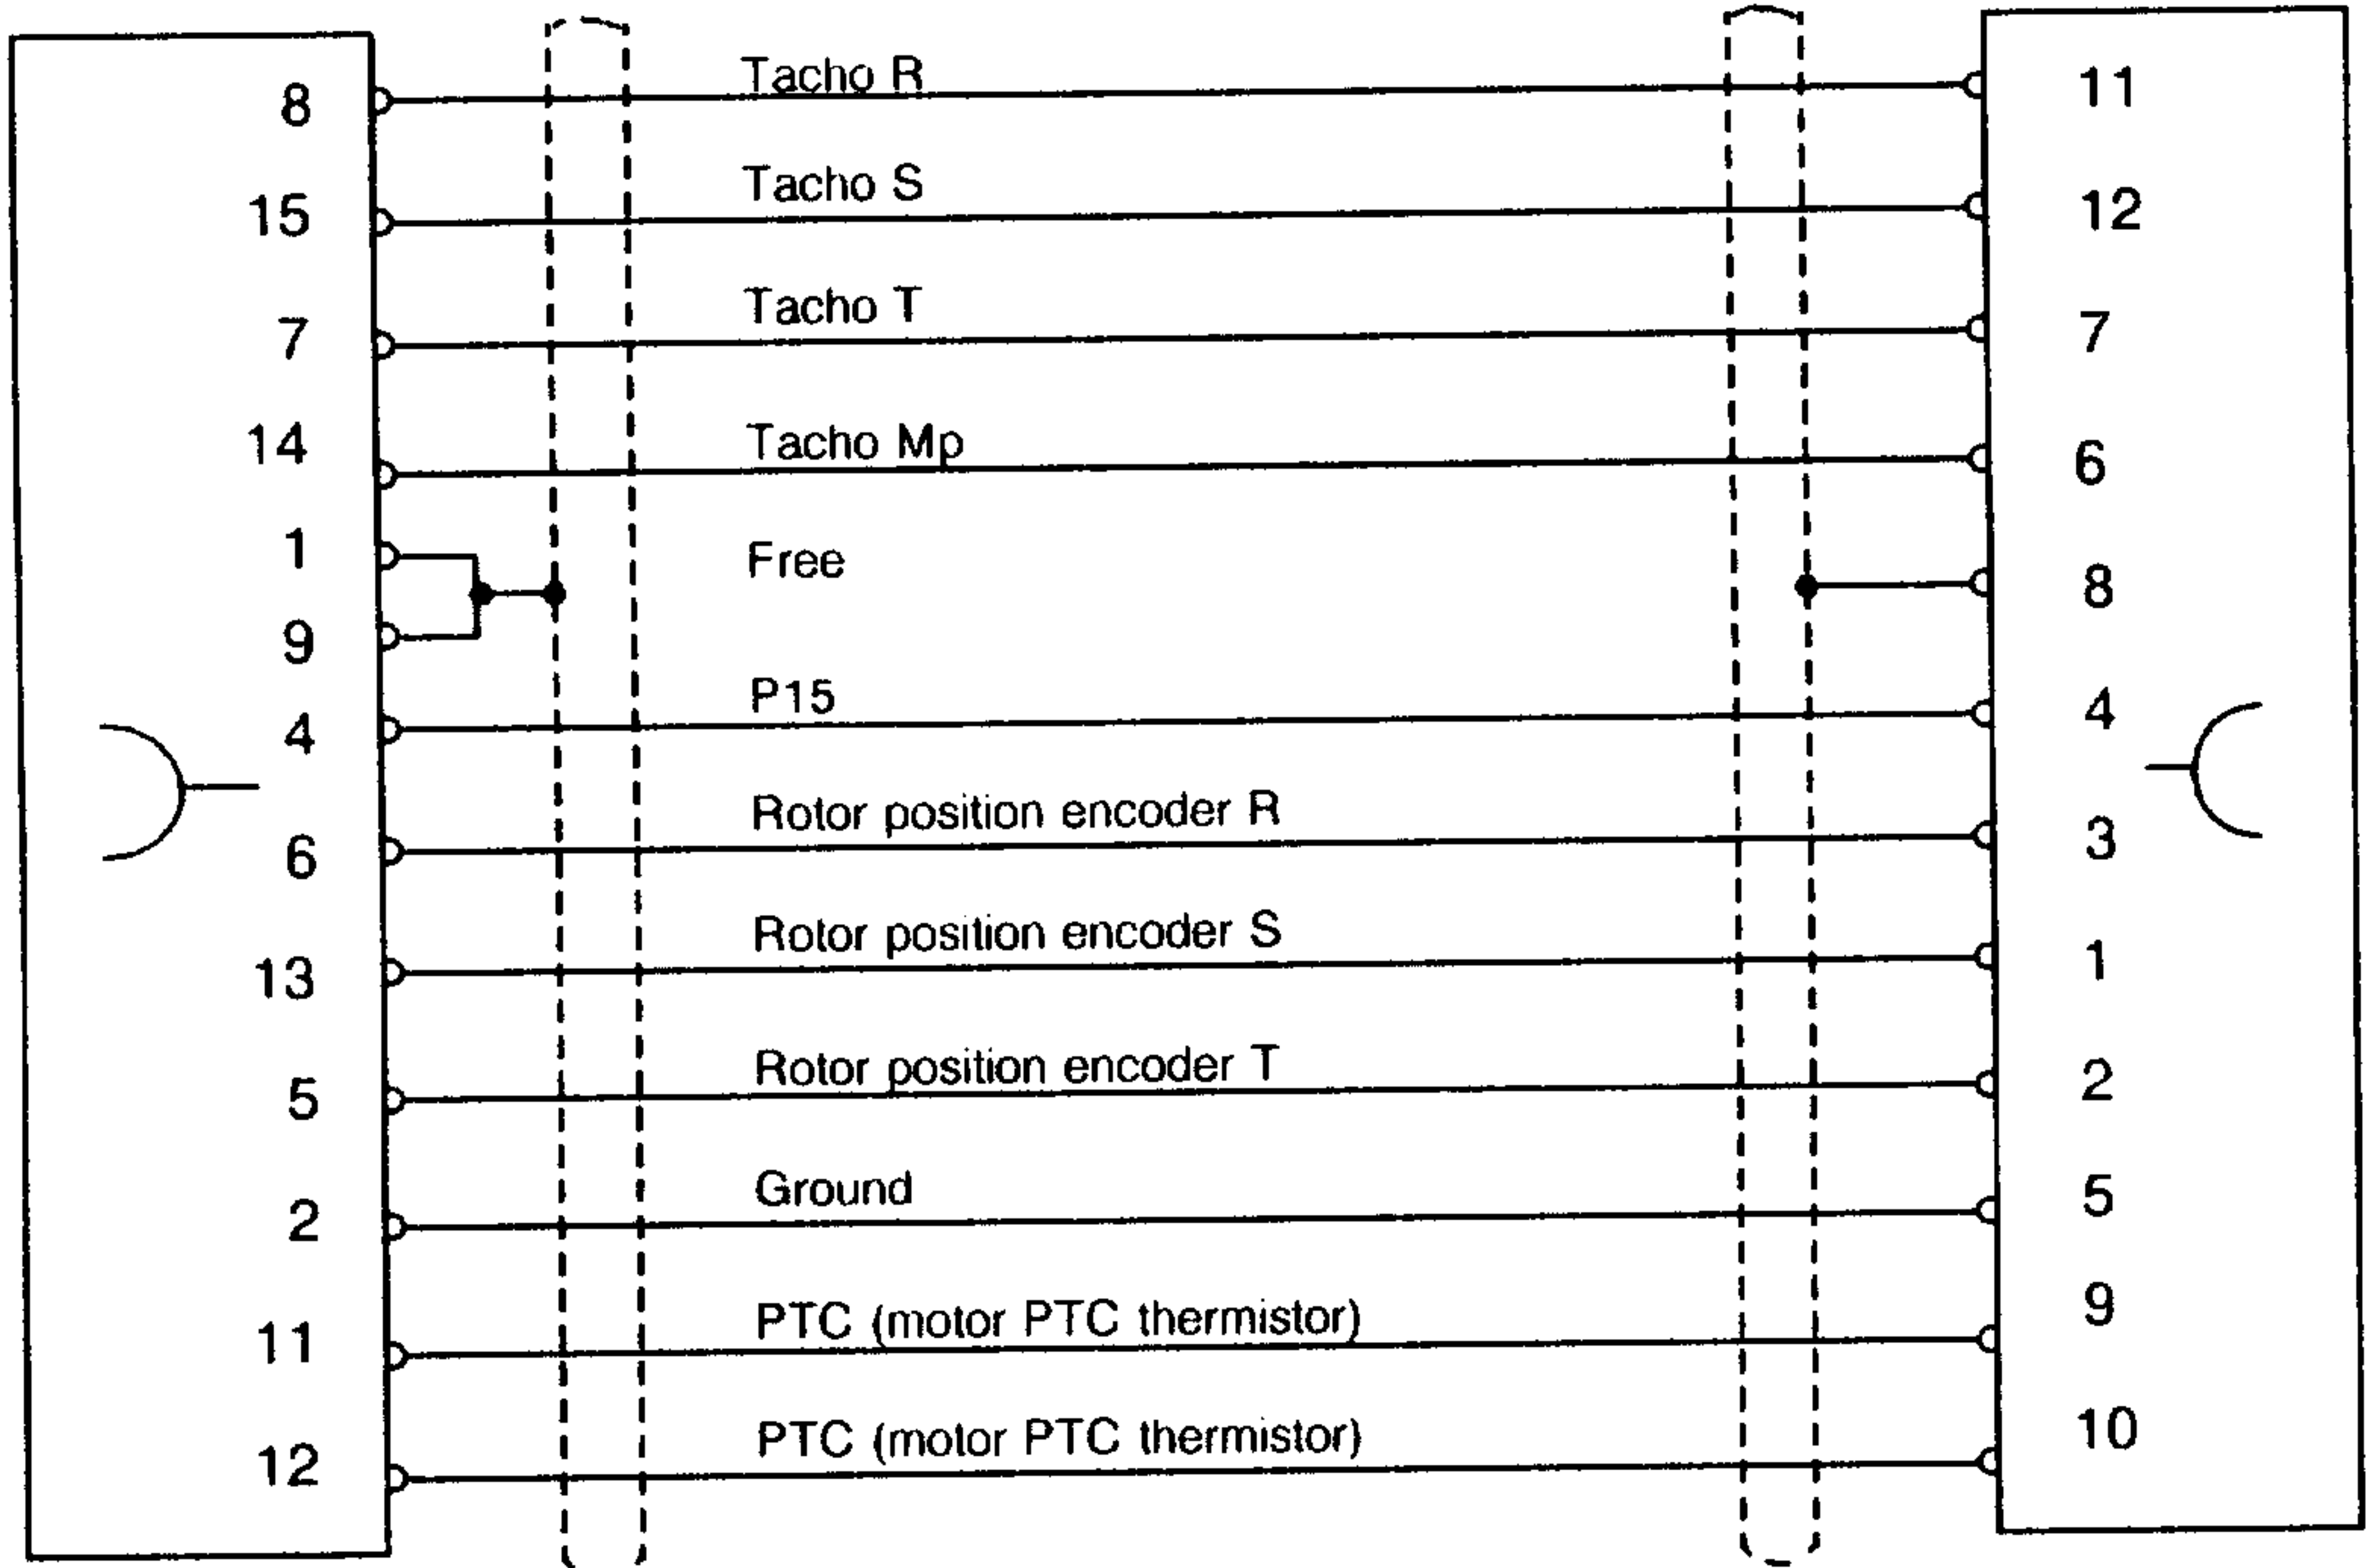 8 Tacho R 11
15 Tacho S 12
7 Tacho T 7
14 Tacho Mp 6
1 Free 8
9
4 P15 4
6 Rotor position encoder R 3
13 Rotor position encoder S 1
5 Rotor position encoder T 2
2 Ground 5
11 PTC (motor PTC thermistor) 9
12 PTC (motor PTC thermistor) 10